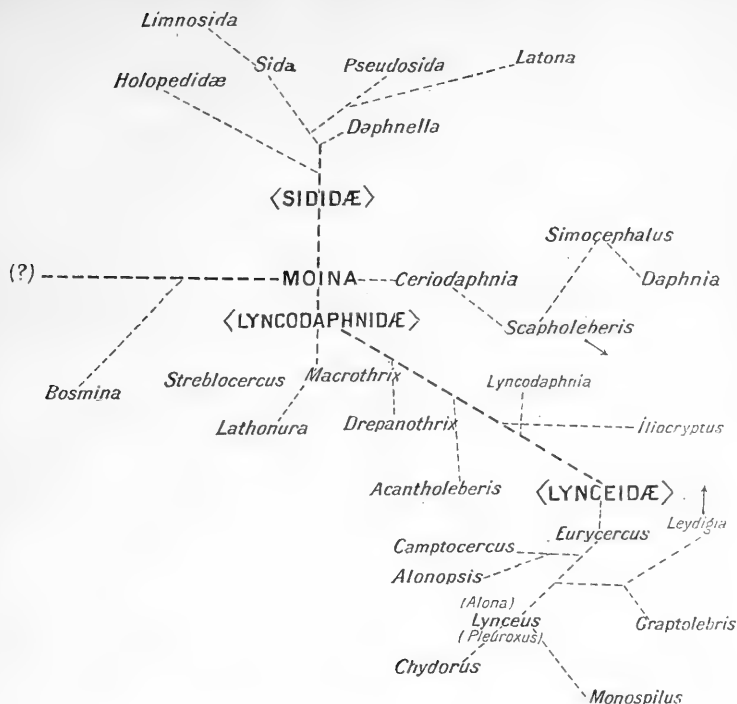 Limnosida
Sida
Pseudosida
Latona
Holopedidæ
Daphnella
<SIDIDÆ>
Simocephalus
(?)
MOINA
Ceriodaphnia
Daphnia
<LYNCODAPHNIDÆ>
Scapholeberis
Bosmina
Streblocercus
Macrothrix
Lyncodaphnia
Lathonura
Drepanothrix
Iliocryptus
Acantholeberis
<LYNCEIDÆ>
Eurycercus
Leydigia
Camptocercus
Alonopsis
(Alona)
Lynceus
(Pleuroxus)
Graptolebris
Chydorus
Monospilus